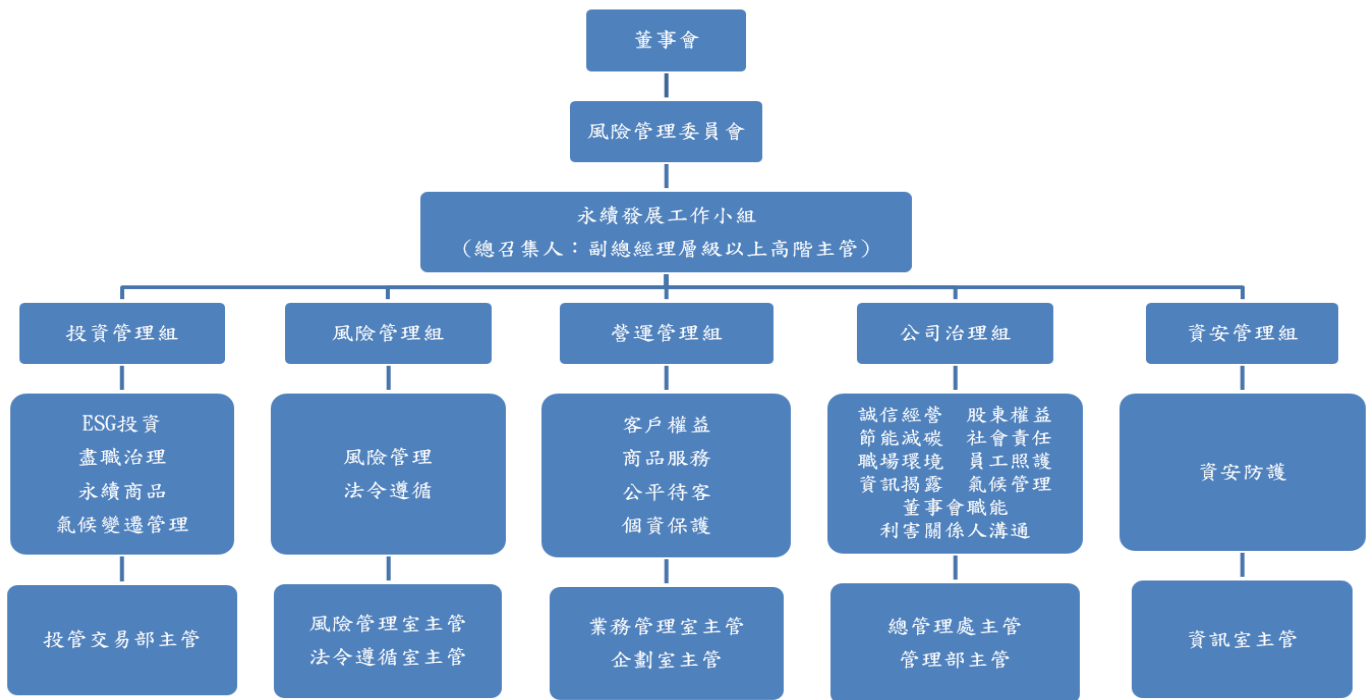 董事會
風險管理委員會
永續發展工作小組
(總召集人：副總經理層級以上高階主管)
投資管理組
風險管理組
營運管理組
公司治理組
資安管理組
ESG投資
盡職治理
永續商品
氣候變遷管理
風險管理
法令遵循
客戶權益
商品服務
公平待客
個資保護
誠信經營 股東權益
節能減碳 社會責任
職場環境 員工照護
資訊揭露 氣候管理
董事會職能
利害關係人溝通
資安防護
投管交易部主管
風險管理室主管
法令遵循室主管
業務管理室主管
企劃室主管
總管理處主管
管理部主管
資訊室主管